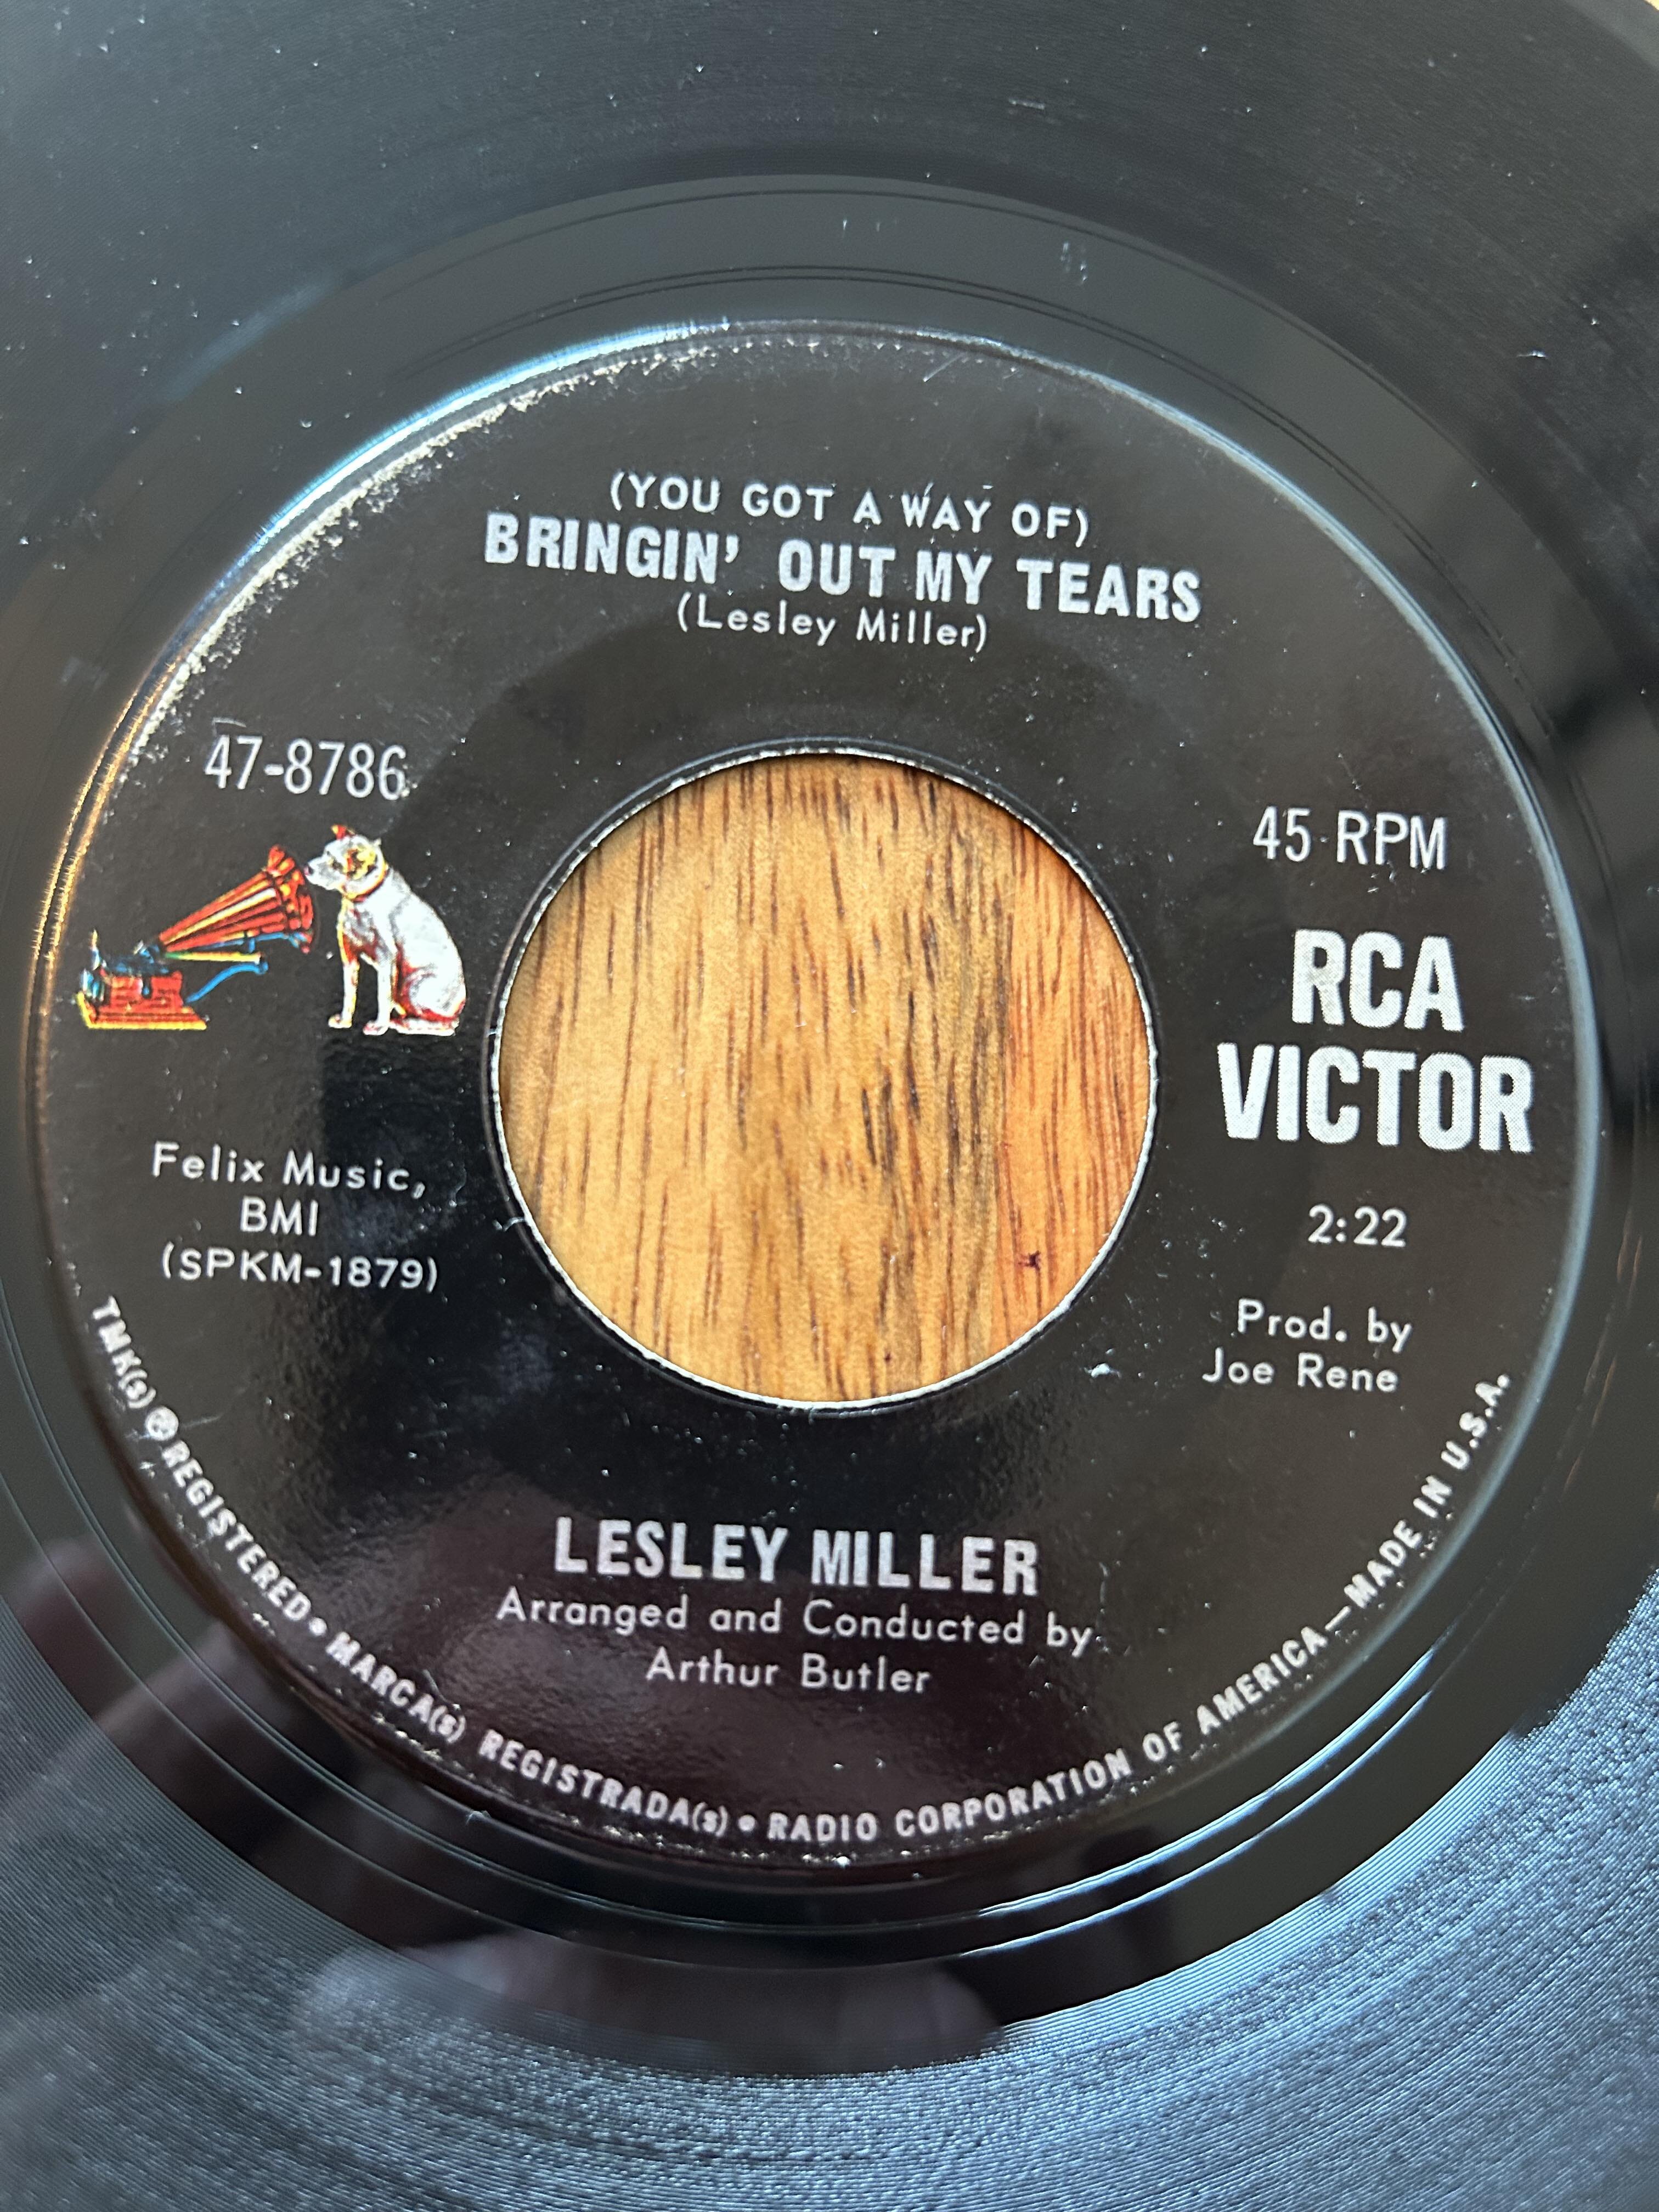 (YOU GOT A WAY OF)
BRINGIN' OUT MY TEARS
(Lesley Miller)
47-8786
45 RPM
RCA
VICTOR
Felix Music,
BMI
(SPKM-1879)
2:22
Prod. by
Joe Rene
LESLEY MILLER
Arranged and Conducted by
Arthur Butler
TMK(s) ® REGISTERED • MARCA(s) REGISTRADA(s) • RADIO CORPORATION OF AMERICA—MADE IN U.S.A.